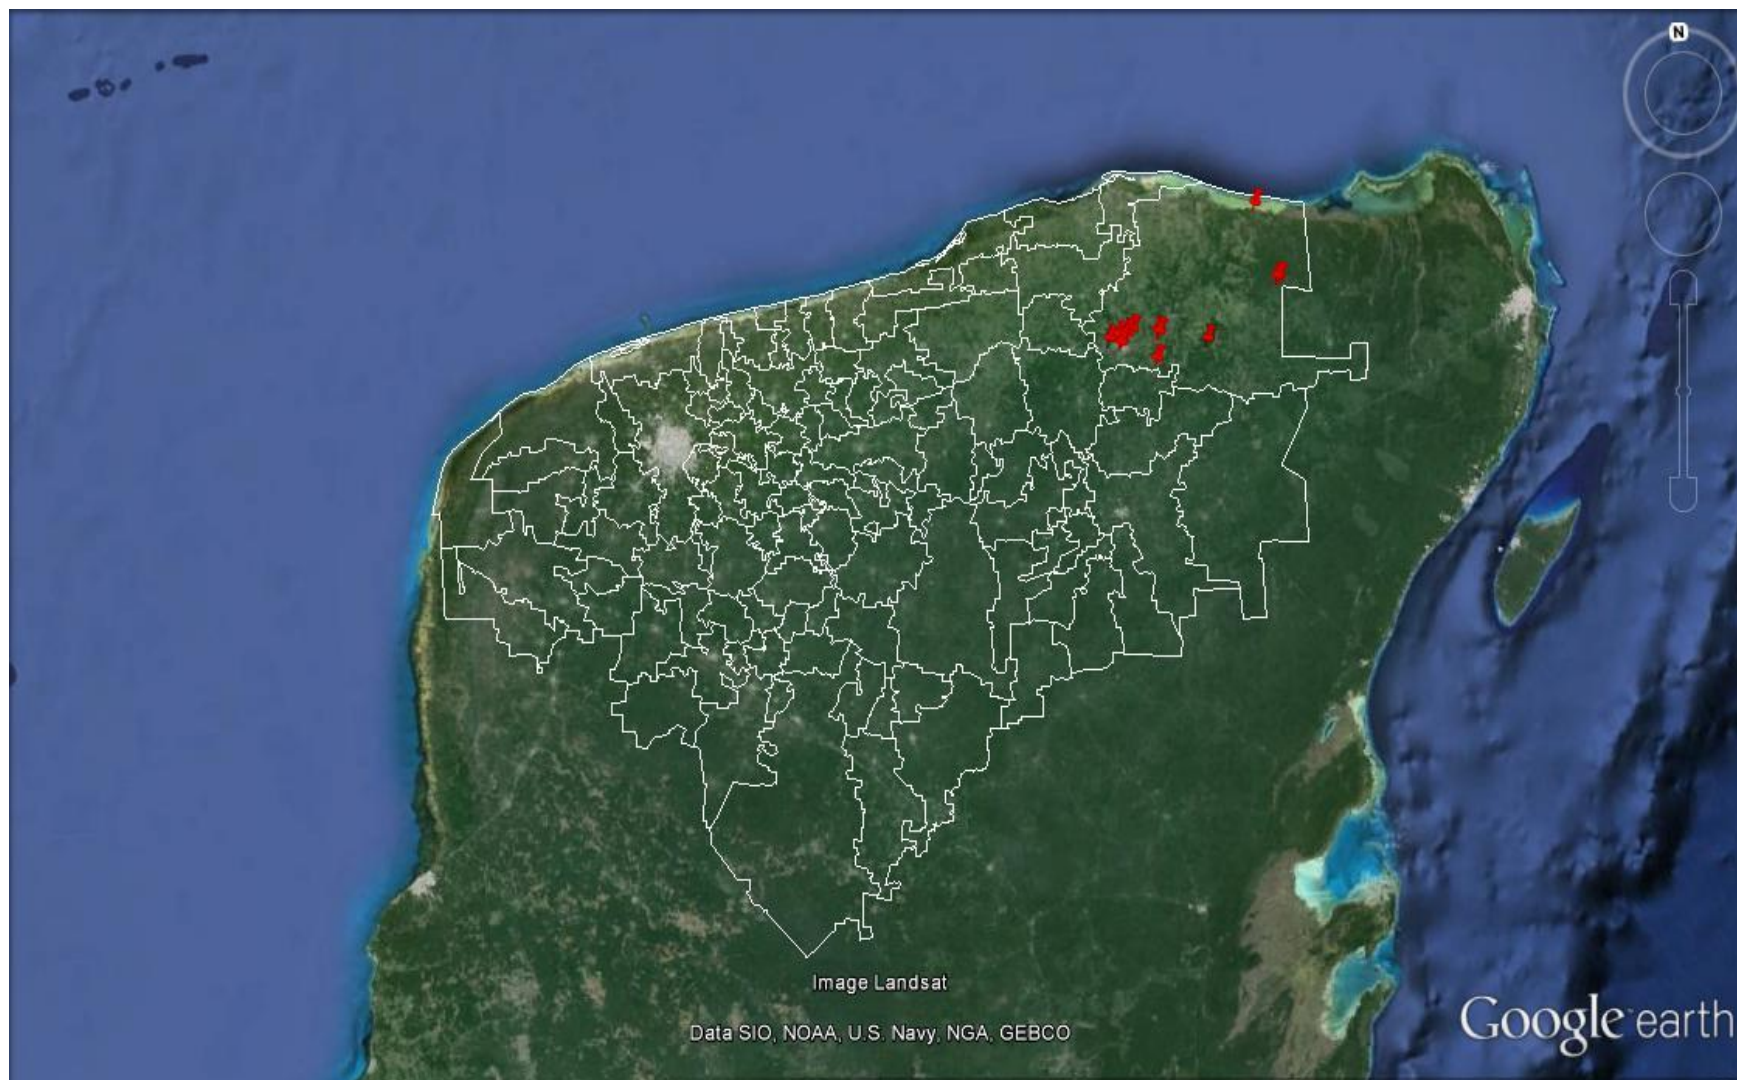 N
Image Landsat
Data SIO, NOAA, U.S. Navy, NGA, GEBCO
Google earth